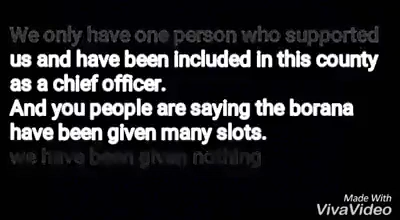 We only have one person who supported
us and have been included in this county
as a chief officer.
And you people are saying the borana
have been given many slots.
we have been given nothing
Made With
VivaVideo